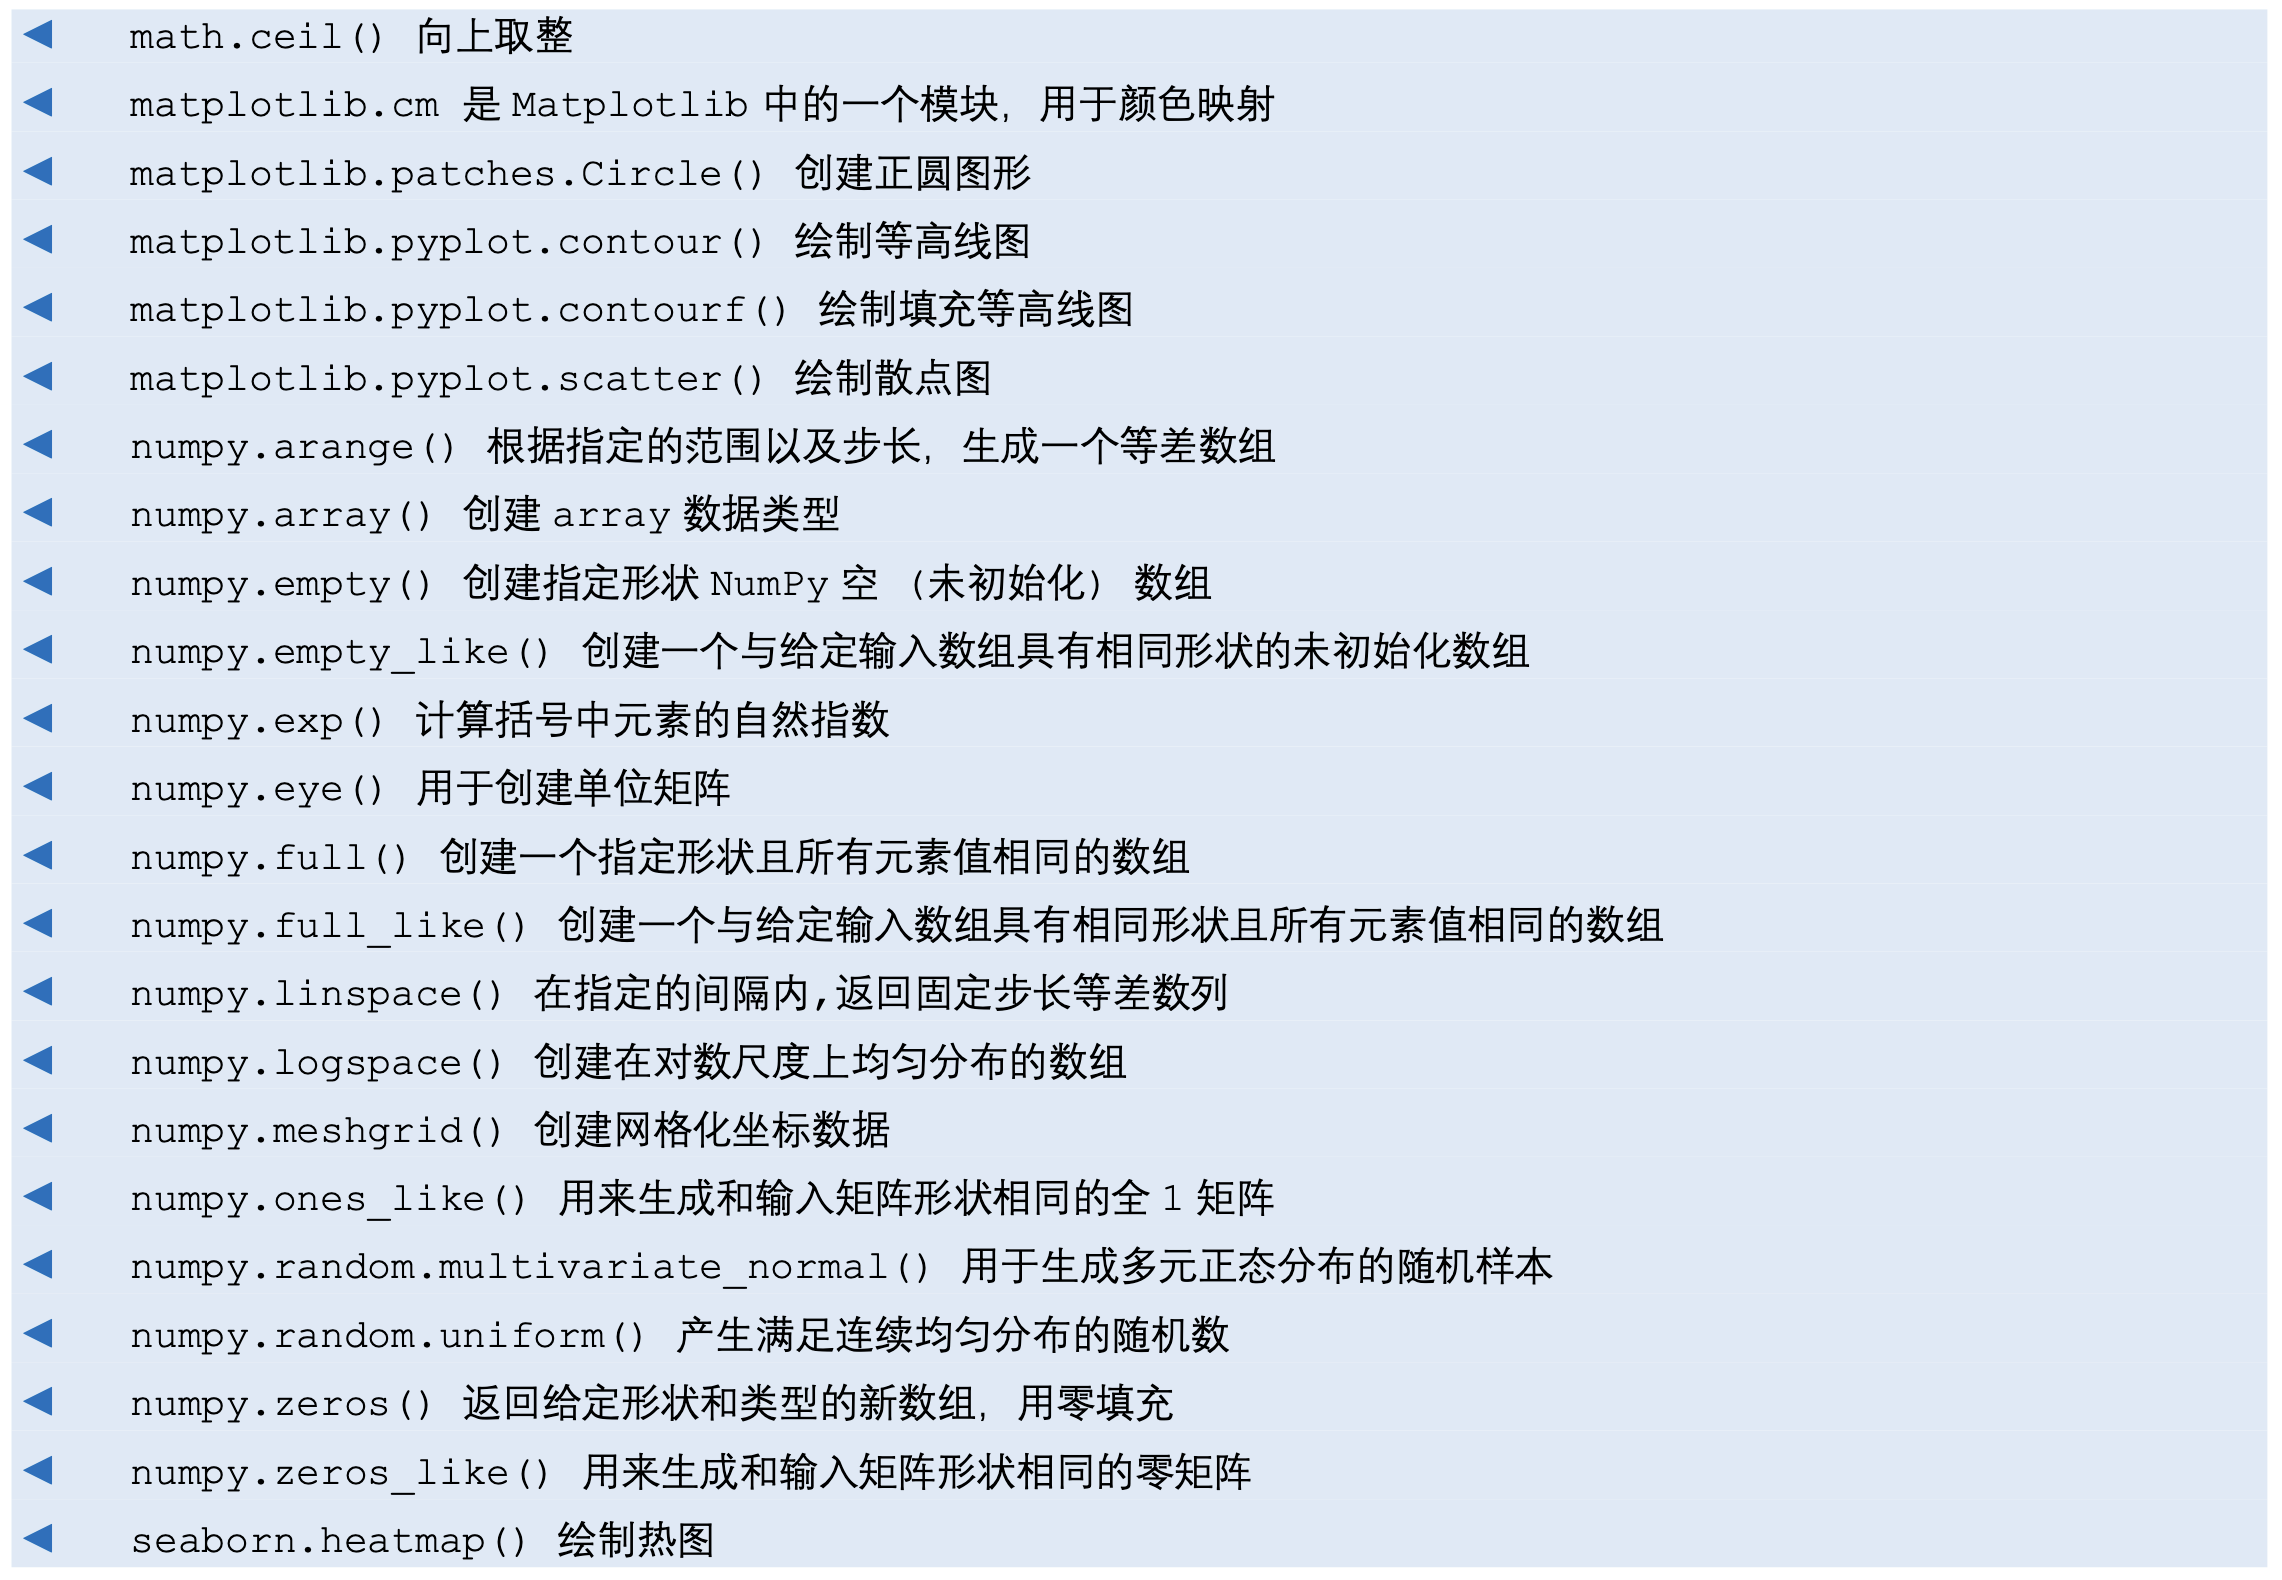 math.ceil() 向上取整
matplotlib.cm 是 Matplotlib 中的一个模块，用于颜色映射
matplotlib.patches.Circle() 创建正圆图形
matplotlib.pyplot.contour() 绘制等高线图
matplotlib.pyplot.contourf() 绘制填充等高线图
matplotlib.pyplot.scatter() 绘制散点图
numpy.arange() 根据指定的范围以及步长，生成一个等差数组
numpy.array() 创建 array 数据类型
numpy.empty() 创建指定形状 NumPy 空 (未初始化) 数组
numpy.empty_like() 创建一个与给定输入数组具有相同形状的未初始化数组
numpy.exp() 计算括号中元素的自然指数
numpy.eye() 用于创建单位矩阵
numpy.full() 创建一个指定形状且所有元素值相同的数组
numpy.full_like() 创建一个与给定输入数组具有相同形状且所有元素值相同的数组
numpy.linspace() 在指定的间隔内,返回固定步长等差数列
numpy.logspace() 创建在对数尺度上均匀分布的数组
numpy.meshgrid() 创建网格化坐标数据
numpy.ones_like() 用来生成和输入矩阵形状相同的全 1 矩阵
numpy.random.multivariate_normal() 用于生成多元正态分布的随机样本
numpy.random.uniform() 产生满足连续均匀分布的随机数
numpy.zeros() 返回给定形状和类型的新数组，用零填充
numpy.zeros_like() 用来生成和输入矩阵形状相同的零矩阵
seaborn.heatmap() 绘制热图